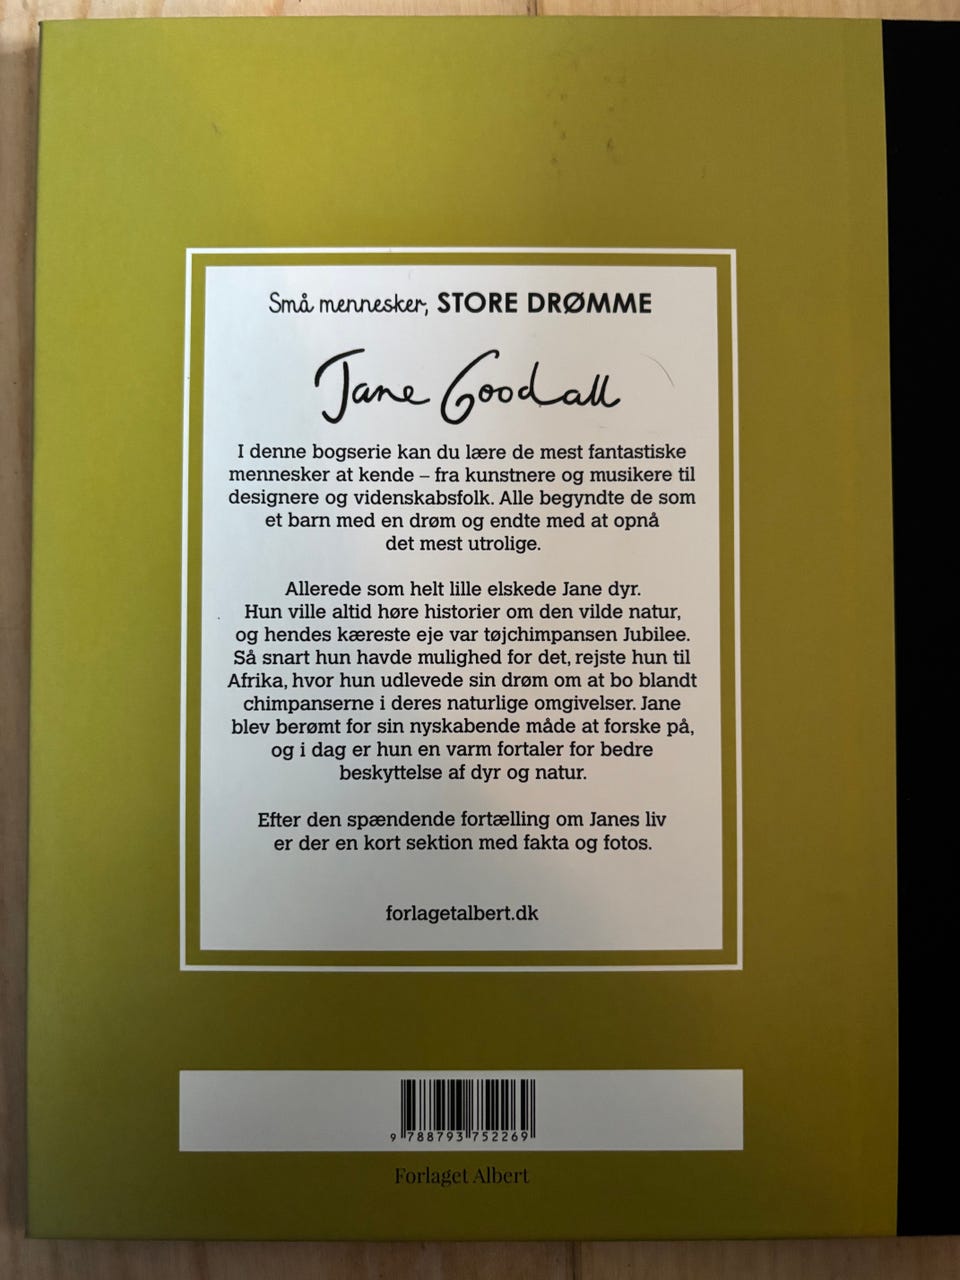 Små mennesker, STORE DRØMME
Jane Goodall
I denne bogserie kan du lære de mest fantastiske
mennesker at kende – fra kunstnere og musikere til
designere og videnskabsfolk. Alle begyndte de som
et barn med en drøm og endte med at opnå
det mest utrolige.
Allerede som helt lille elskede Jane dyr.
Hun ville altid høre historier om den vilde natur,
og hendes kæreste eje var tøjchimpansen Jubilee.
Så snart hun havde mulighed for det, rejste hun til
Afrika, hvor hun udlevede sin drøm om at bo blandt
chimpanserne i deres naturlige omgivelser. Jane
blev berømt for sin nyskabende måde at forske på,
og i dag er hun en varm fortaler for bedre
beskyttelse af dyr og natur.
Efter den spændende fortælling om Janes liv
er der en kort sektion med fakta og fotos.
forlagetalbert.dk
9 788793 752269
Forlaget Albert